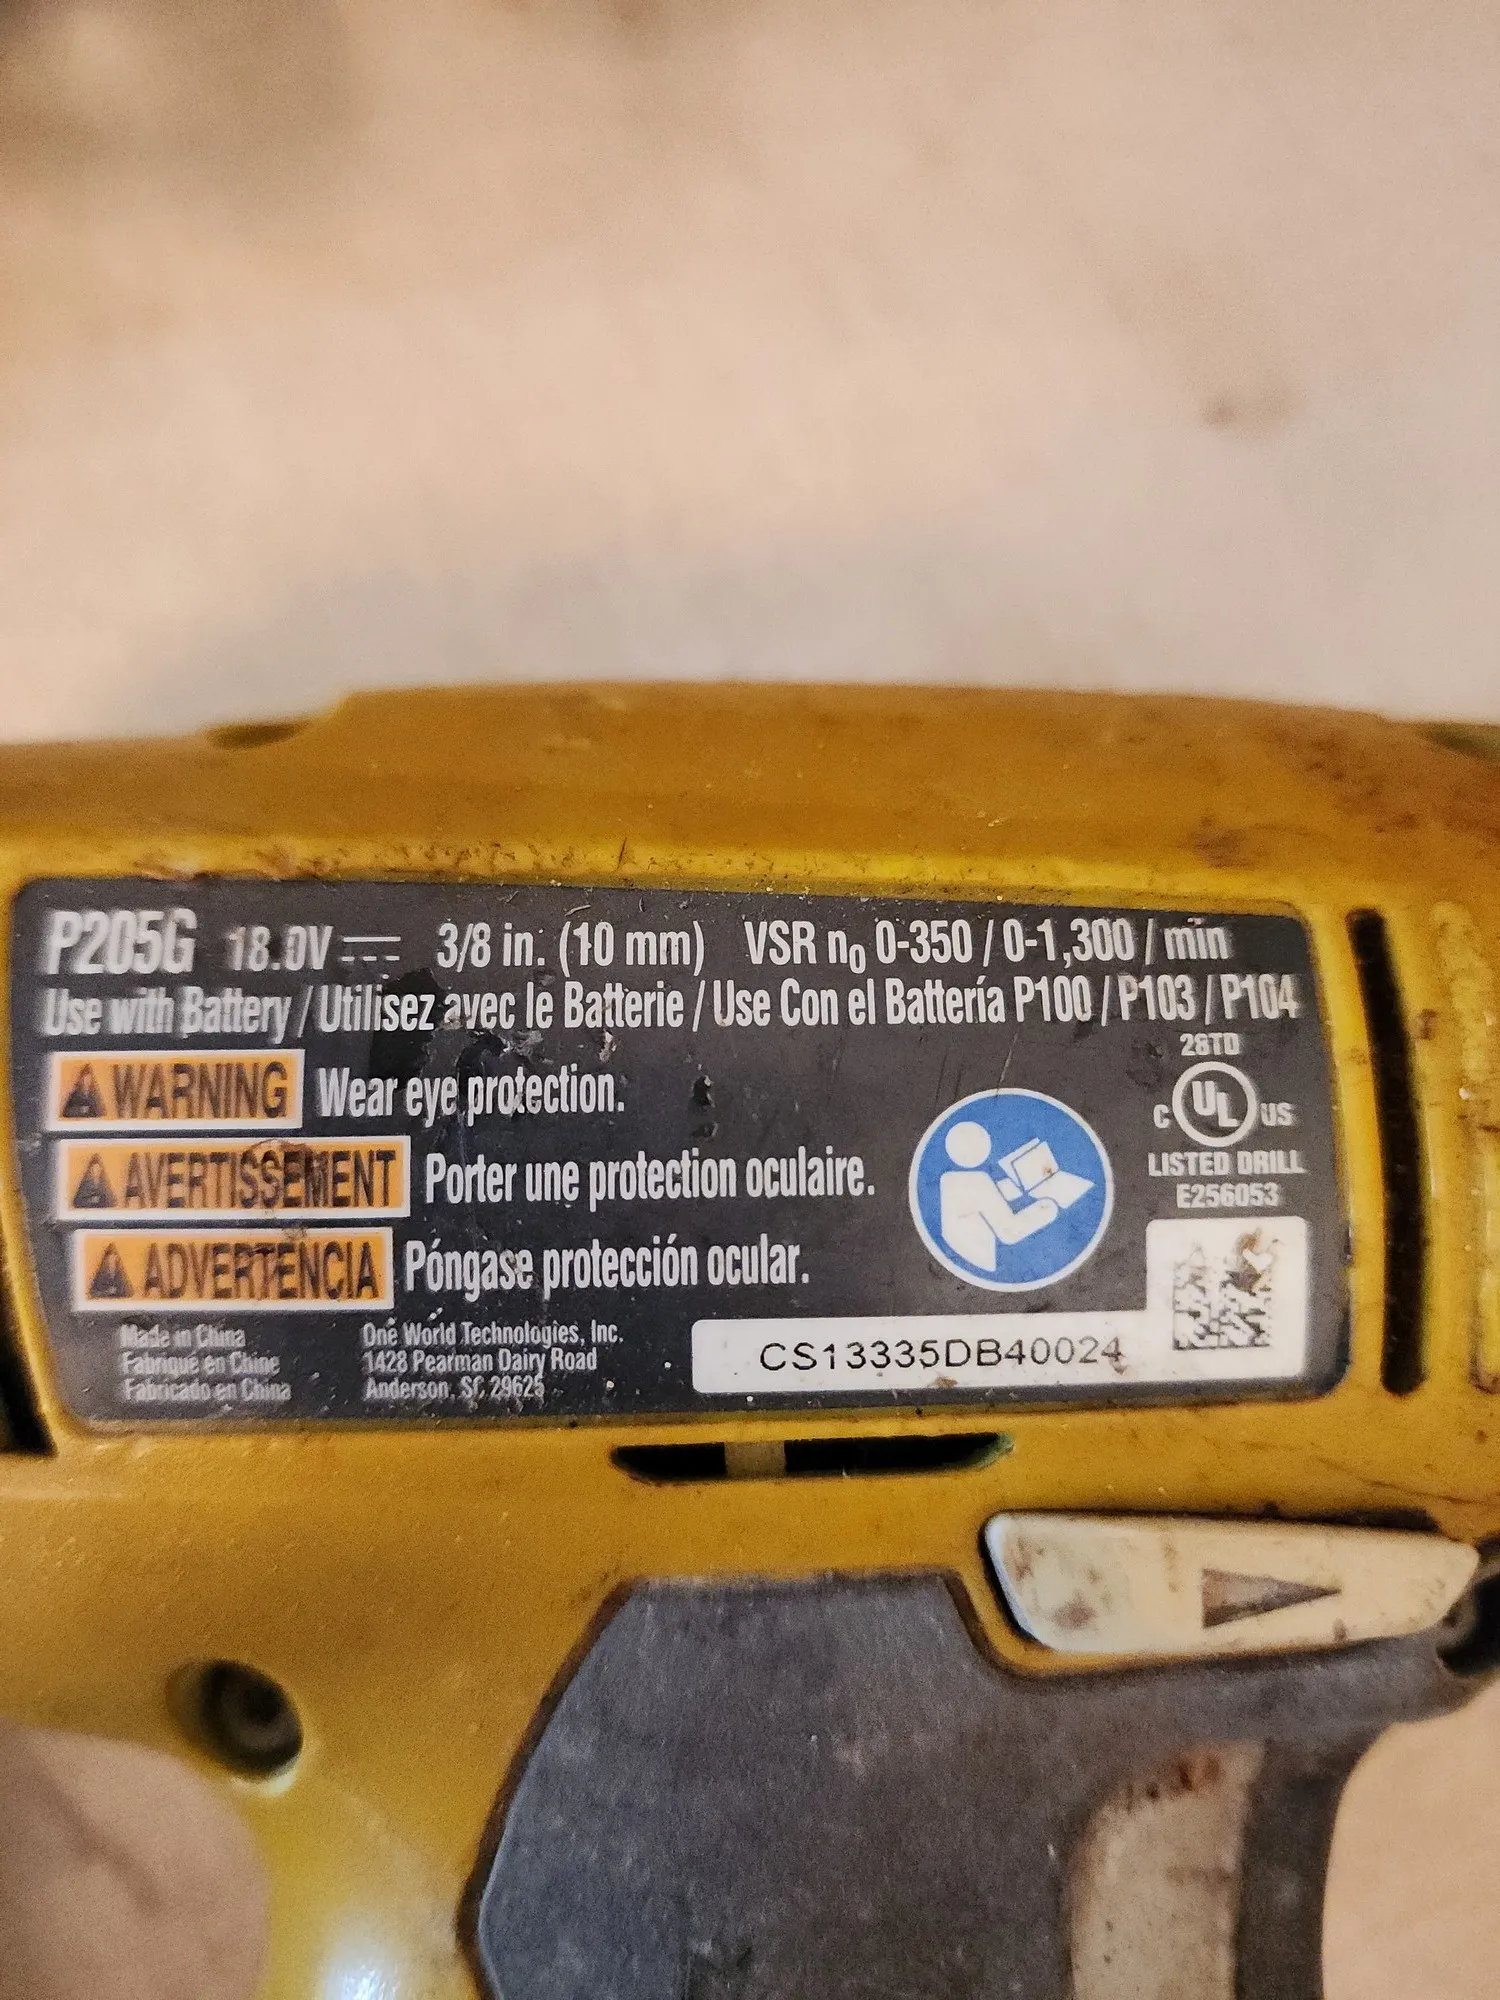 P205G 18.0V 3/8 in. (10 mm) VSR n0 0-350 / 0-1,300 / min
Use with Battery / Utilisez avec le Batterie / Use Con el Battería P100 / P103 / P104
WARNING Wear eye protection.
AVERTISSEMENT Porter une protection oculaire.
ADVERTENCIA Póngase protección ocular.
28TD
C UL US
LISTED DRILL
E256053
Made in China
Fabriqué en Chine
Fabricado en China
One World Technologies, Inc.
1428 Pearman Dairy Road
Anderson, SC 29625
CS13335DB40024